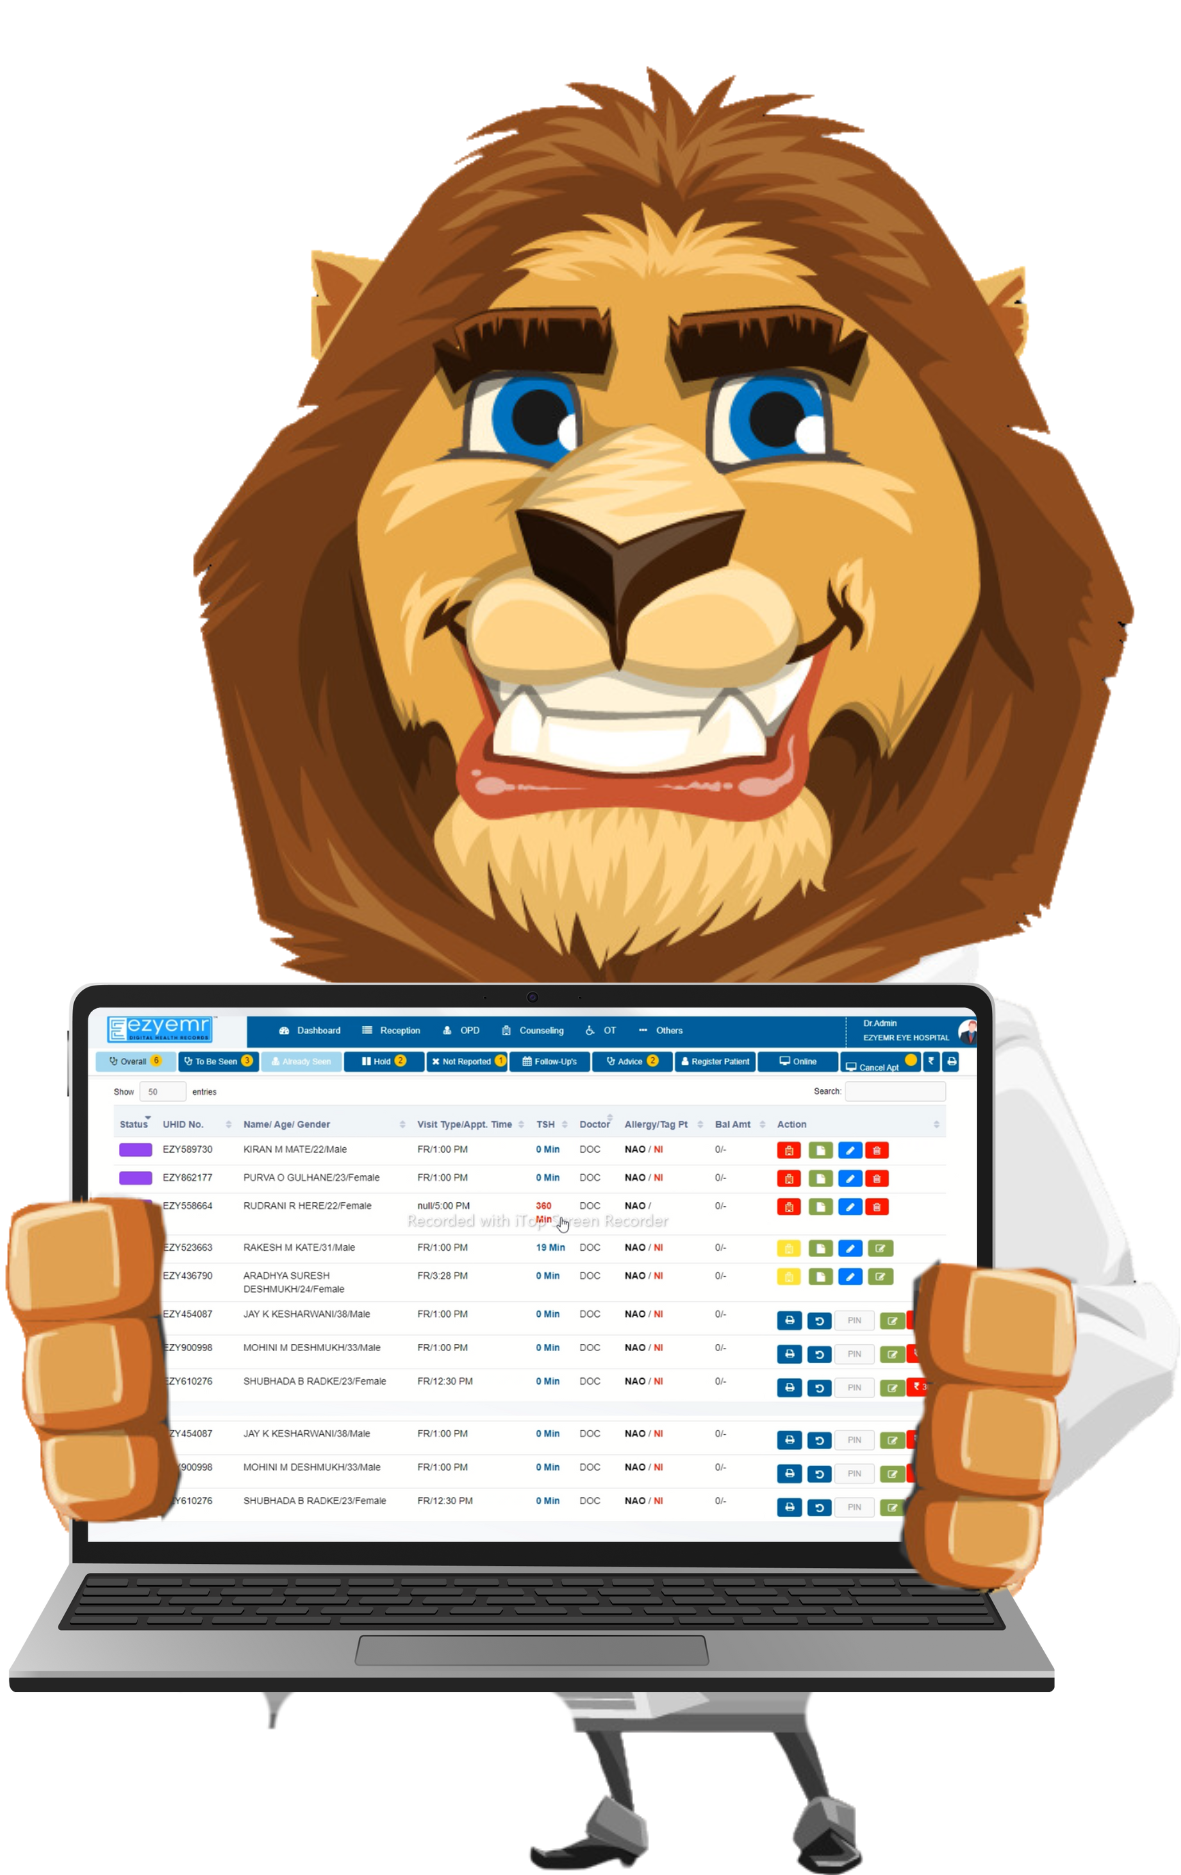 ezyemr
DIGITAL HEALTH RECORDS
Dashboard Reception OPD Counseling OT Others
Dr.Admin
EZYEMR EYE HOSPITAL
Overall 6 To Be Seen 3 Already Seen Hold 2 Not Reported 1 Follow-Up's Advice 2 Register Patient Online Cancel Apt ₹
Show 50 entries Search:
Status UHID No. Name/ Age/ Gender Visit Type/Appt. Time TSH Doctor Allergy/Tag Pt Bal Amt Action
EZY589730 KIRAN M MATE/22/Male FR/1:00 PM 0 Min DOC NAO / NI 0/-
EZY862177 PURVA O GULHANE/23/Female FR/1:00 PM 0 Min DOC NAO / NI 0/-
EZY558664 RUDRANI R HERE/22/Female null/5:00 PM 360 Min DOC NAO / 0/-
Recorded with iTop Screen Recorder
EZY523663 RAKESH M KATE/31/Male FR/1:00 PM 19 Min DOC NAO / NI 0/-
EZY436790 ARADHYA SURESH DESHMUKH/24/Female FR/3:28 PM 0 Min DOC NAO / NI 0/-
EZY454087 JAY K KESHARWANI/38/Male FR/1:00 PM 0 Min DOC NAO / NI 0/- PIN
EZY900998 MOHINI M DESHMUKH/33/Male FR/1:00 PM 0 Min DOC NAO / NI 0/- PIN
EZY610276 SHUBHADA B RADKE/23/Female FR/12:30 PM 0 Min DOC NAO / NI 0/- PIN ₹ 3
ZY454087 JAY K KESHARWANI/38/Male FR/1:00 PM 0 Min DOC NAO / NI 0/- PIN
900998 MOHINI M DESHMUKH/33/Male FR/1:00 PM 0 Min DOC NAO / NI 0/- PIN
Y610276 SHUBHADA B RADKE/23/Female FR/12:30 PM 0 Min DOC NAO / NI 0/- PIN